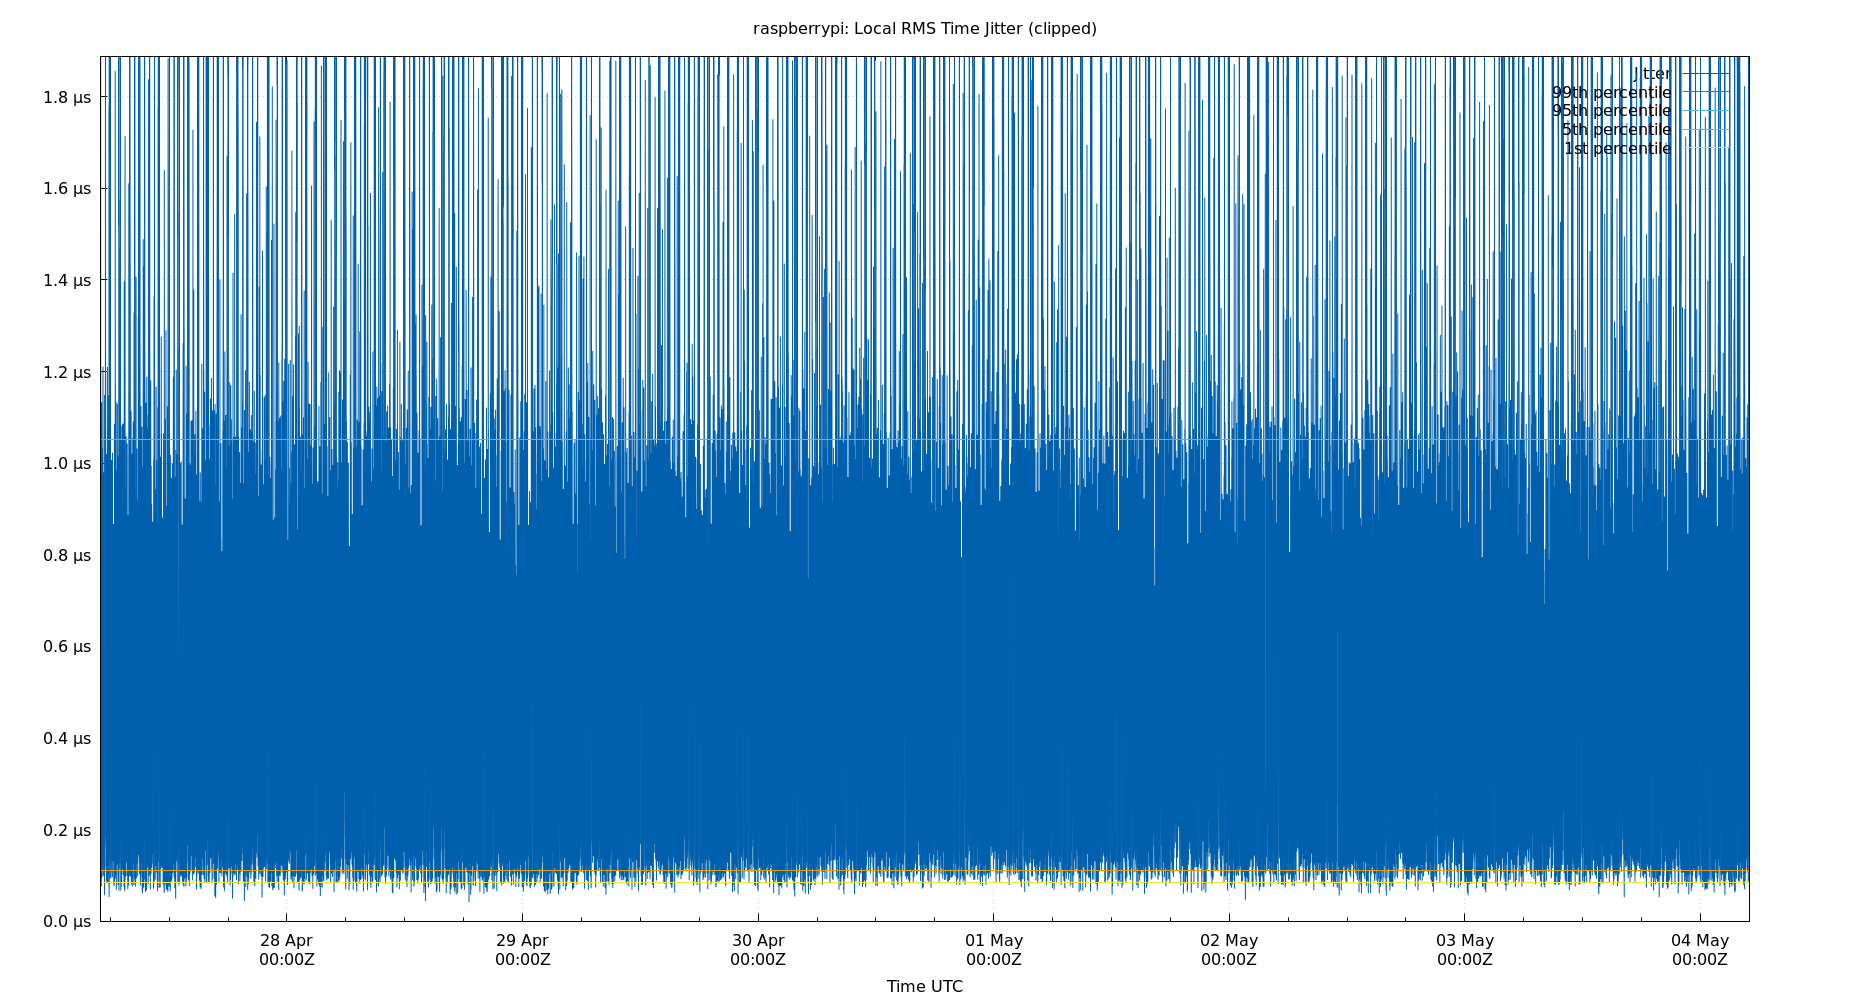 raspberrypi: Local RMS Time Jitter (clipped)
Jitter
99th percentile
95th percentile
5th percentile
1st percentile
1.8 µs
1.6 µs
1.4 µs
1.2 µs
1.0 µs
0.8 µs
0.6 µs
0.4 µs
0.2 µs
0.0 µs
28 Apr 29 Apr 30 Apr 01 May 02 May 03 May 04 May
00:00Z 00:00Z 00:00Z 00:00Z 00:00Z 00:00Z 00:00Z
Time UTC